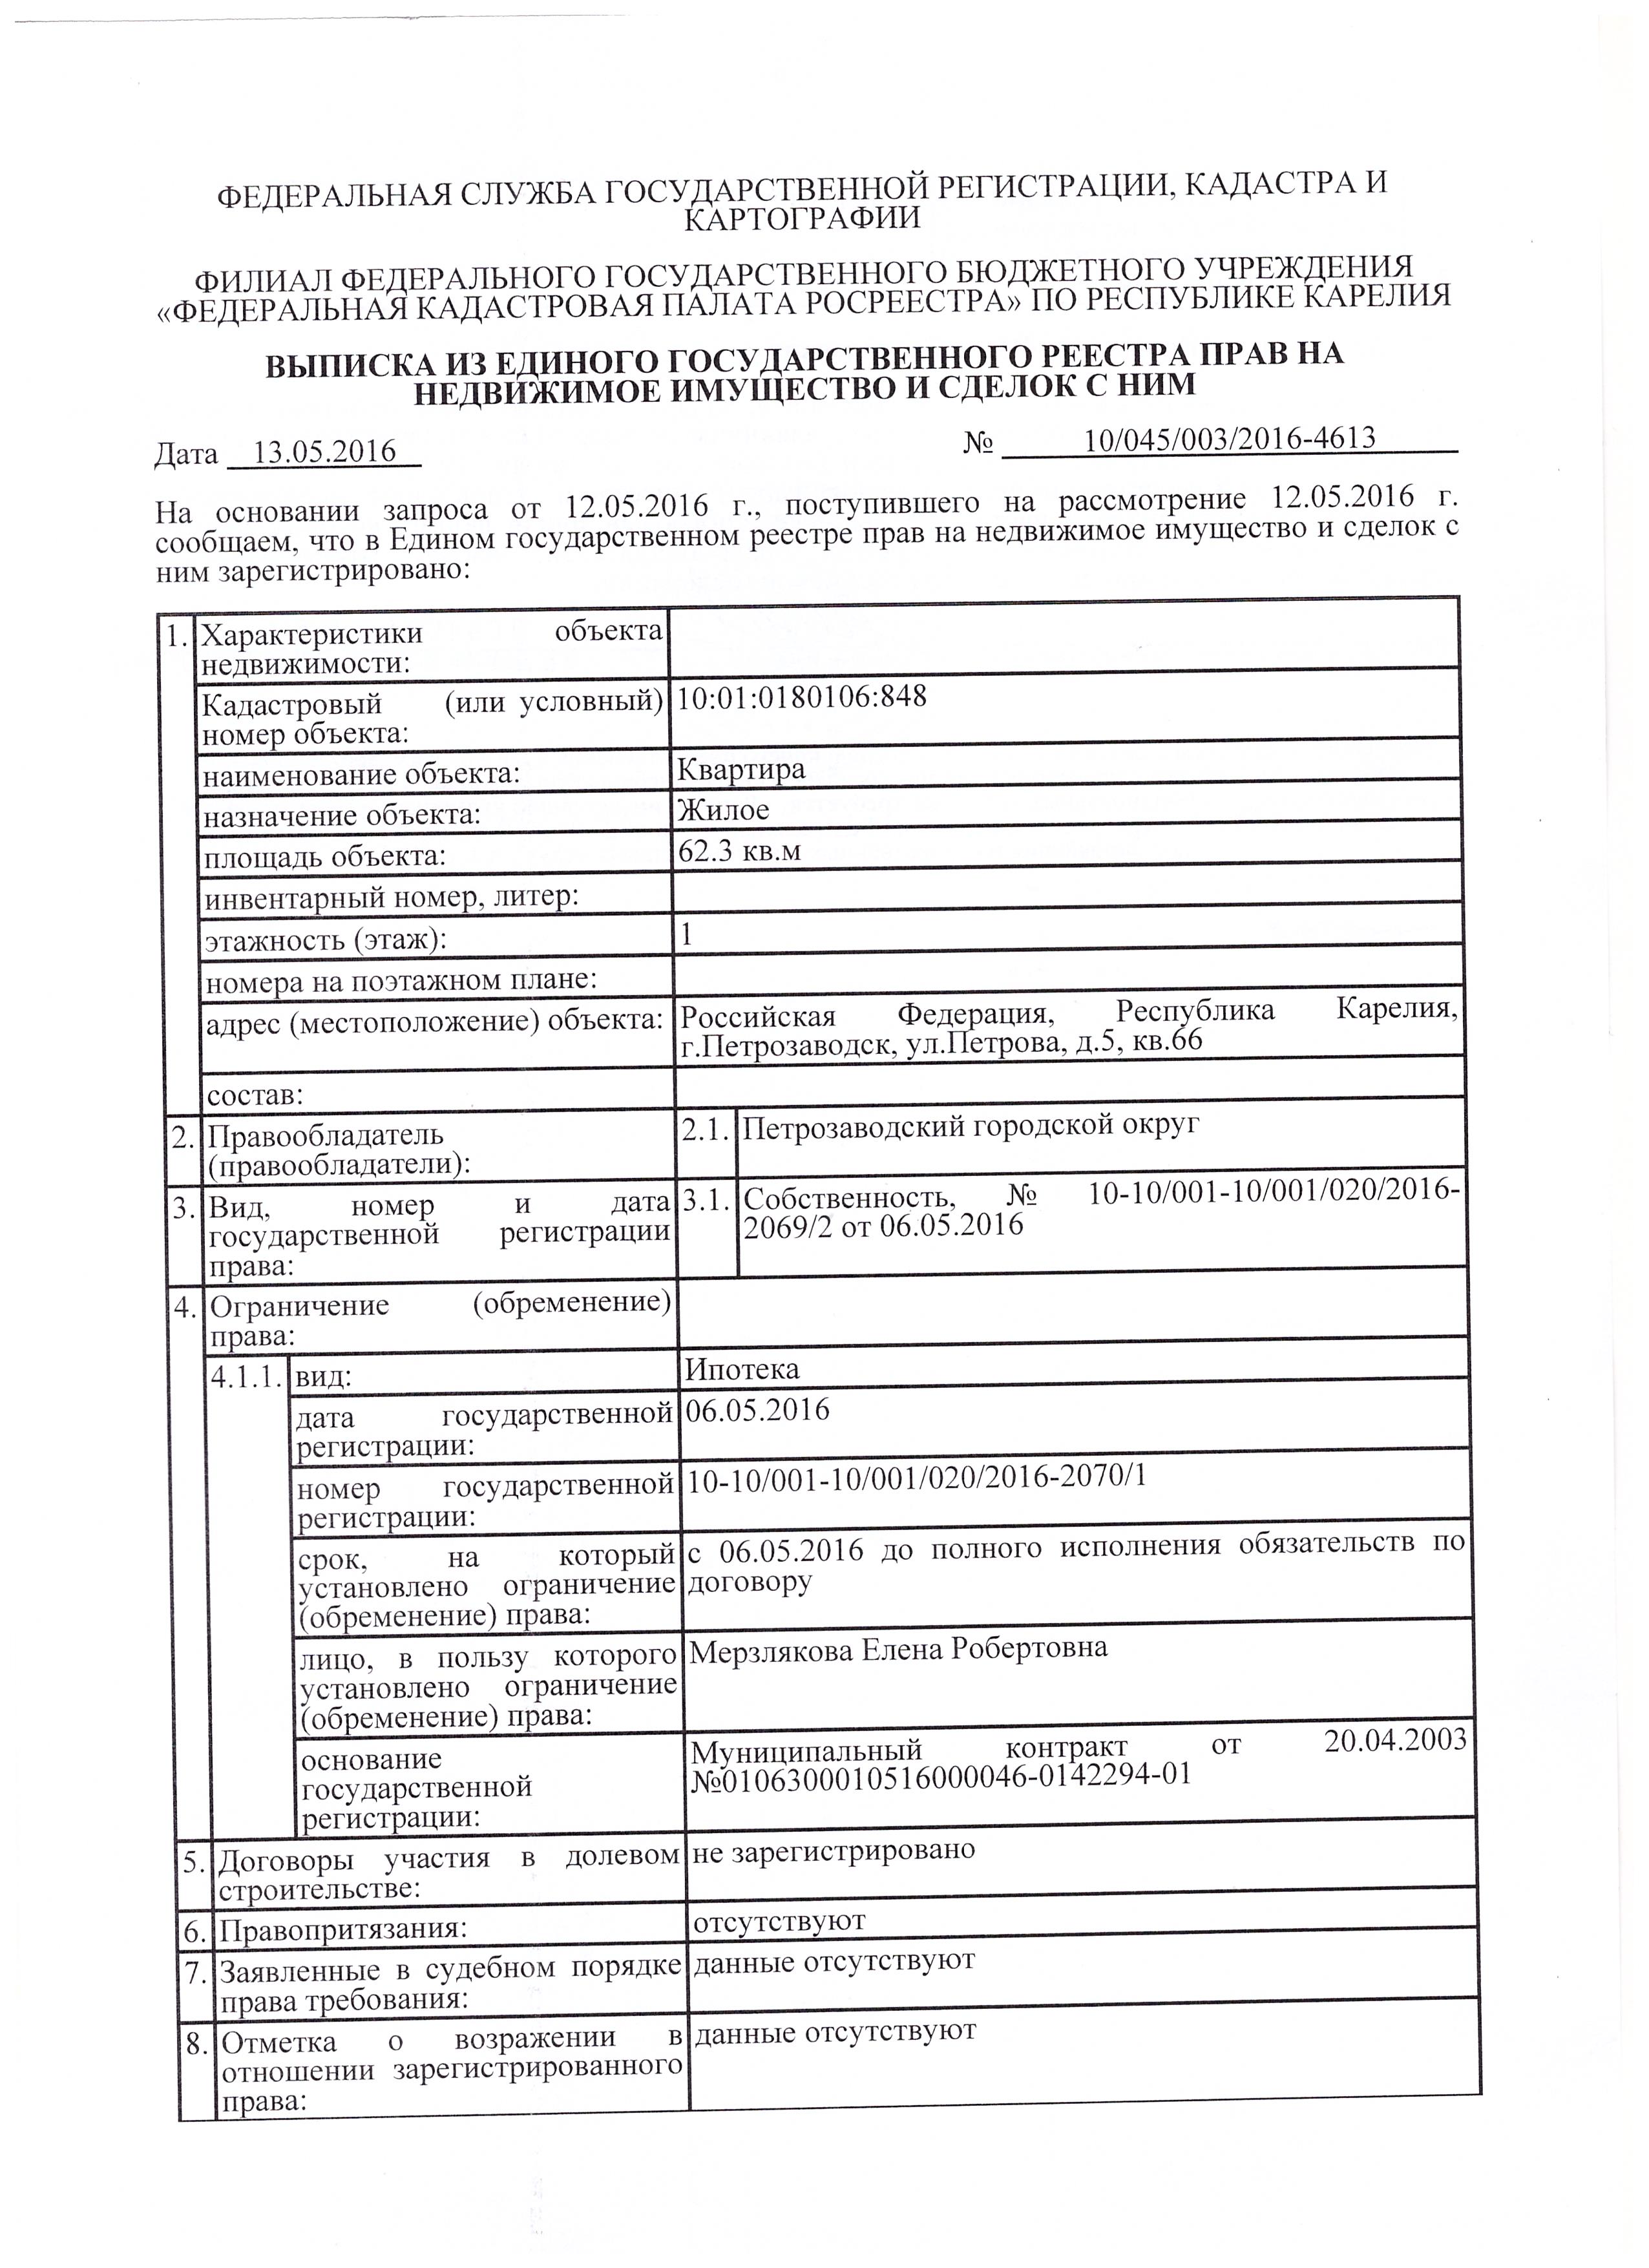 ФЕДЕРАЛЬНАЯ СЛУЖБА ГОСУДАРСТВЕННОЙ РЕГИСТРАЦИИ, КАДАСТРА И
КАРТОГРАФИИ
ФИЛИАЛ ФЕДЕРАЛЬНОГО ГОСУДАРСТВЕННОГО БЮДЖЕТНОГО УЧРЕЖДЕНИЯ
«ФЕДЕРАЛЬНАЯ КАДАСТРОВАЯ ПАЛАТА РОСРЕЕСТРА» ПО РЕСПУБЛИКЕ КАРЕЛИЯ
ВЫПИСКА ИЗ ЕДИНОГО ГОСУДАРСТВЕННОГО РЕЕСТРА ПРАВ НА
НЕДВИЖИМОЕ ИМУЩЕСТВО И СДЕЛОК С НИМ
Дата 13.05.2016 № 10/045/003/2016-4613
На основании запроса от 12.05.2016 г., поступившего на рассмотрение 12.05.2016 г.
сообщаем, что в Едином государственном реестре прав на недвижимое имущество и сделок с
ним зарегистрировано:
1. Характеристики объекта
недвижимости:
Кадастровый (или условный)
номер объекта:
10:01:0180106:848
наименование объекта: Квартира
назначение объекта: Жилое
площадь объекта: 62.3 кв.м
инвентарный номер, литер:
этажность (этаж): 1
номера на поэтажном плане:
адрес (местоположение) объекта:
Российская Федерация, Республика Карелия,
г.Петрозаводск, ул.Петрова, д.5, кв.66
состав:
2. Правообладатель
(правообладатели):
2.1. Петрозаводский городской округ
3. Вид, номер и дата
государственной регистрации
права:
3.1. Собственность, № 10-10/001-10/001/020/2016-
2069/2 от 06.05.2016
4. Ограничение (обременение)
права:
4.1.1. вид: Ипотека
дата государственной
регистрации:
06.05.2016
номер государственной
регистрации:
10-10/001-10/001/020/2016-2070/1
срок, на который
установлено ограничение
(обременение) права:
с 06.05.2016 до полного исполнения обязательств по
договору
лицо, в пользу которого
установлено ограничение
(обременение) права:
Мерзлякова Елена Робертовна
основание
государственной
регистрации:
Муниципальный контракт от 20.04.2003
№0106300010516000046-0142294-01
5. Договоры участия в долевом
строительстве:
не зарегистрировано
6. Правопритязания: отсутствуют
7. Заявленные в судебном порядке
права требования:
данные отсутствуют
8. Отметка о возражении в
отношении зарегистрированного
права:
данные отсутствуют